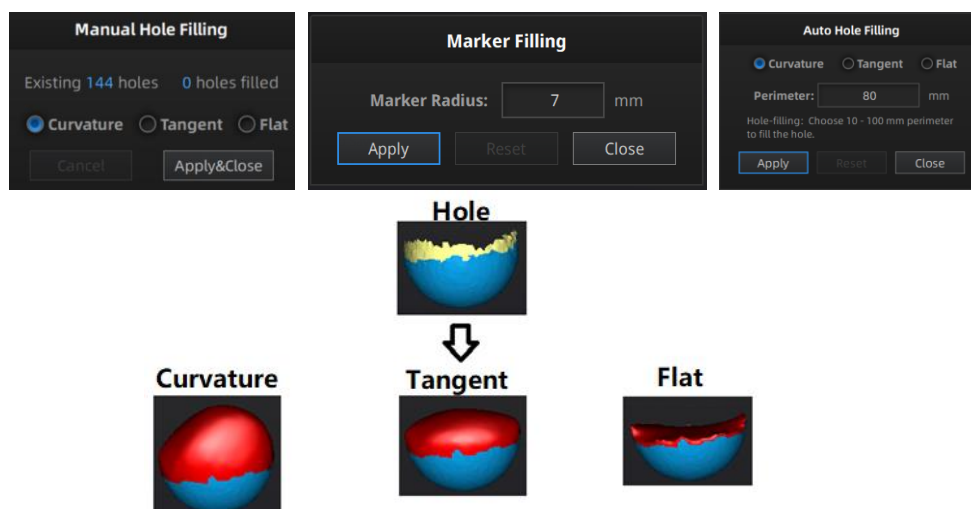 Manual Hole Filling
Existing 144 holes 0 holes filled
Curvature Tangent Flat
Cancel Apply&Close
Marker Filling
Marker Radius: 7 mm
Apply Reset Close
Auto Hole Filling
Curvature Tangent Flat
Perimeter: 80 mm
Hole-filling: Choose 10 - 100 mm perimeter
to fill the hole.
Apply Reset Close
Hole
Curvature Tangent Flat